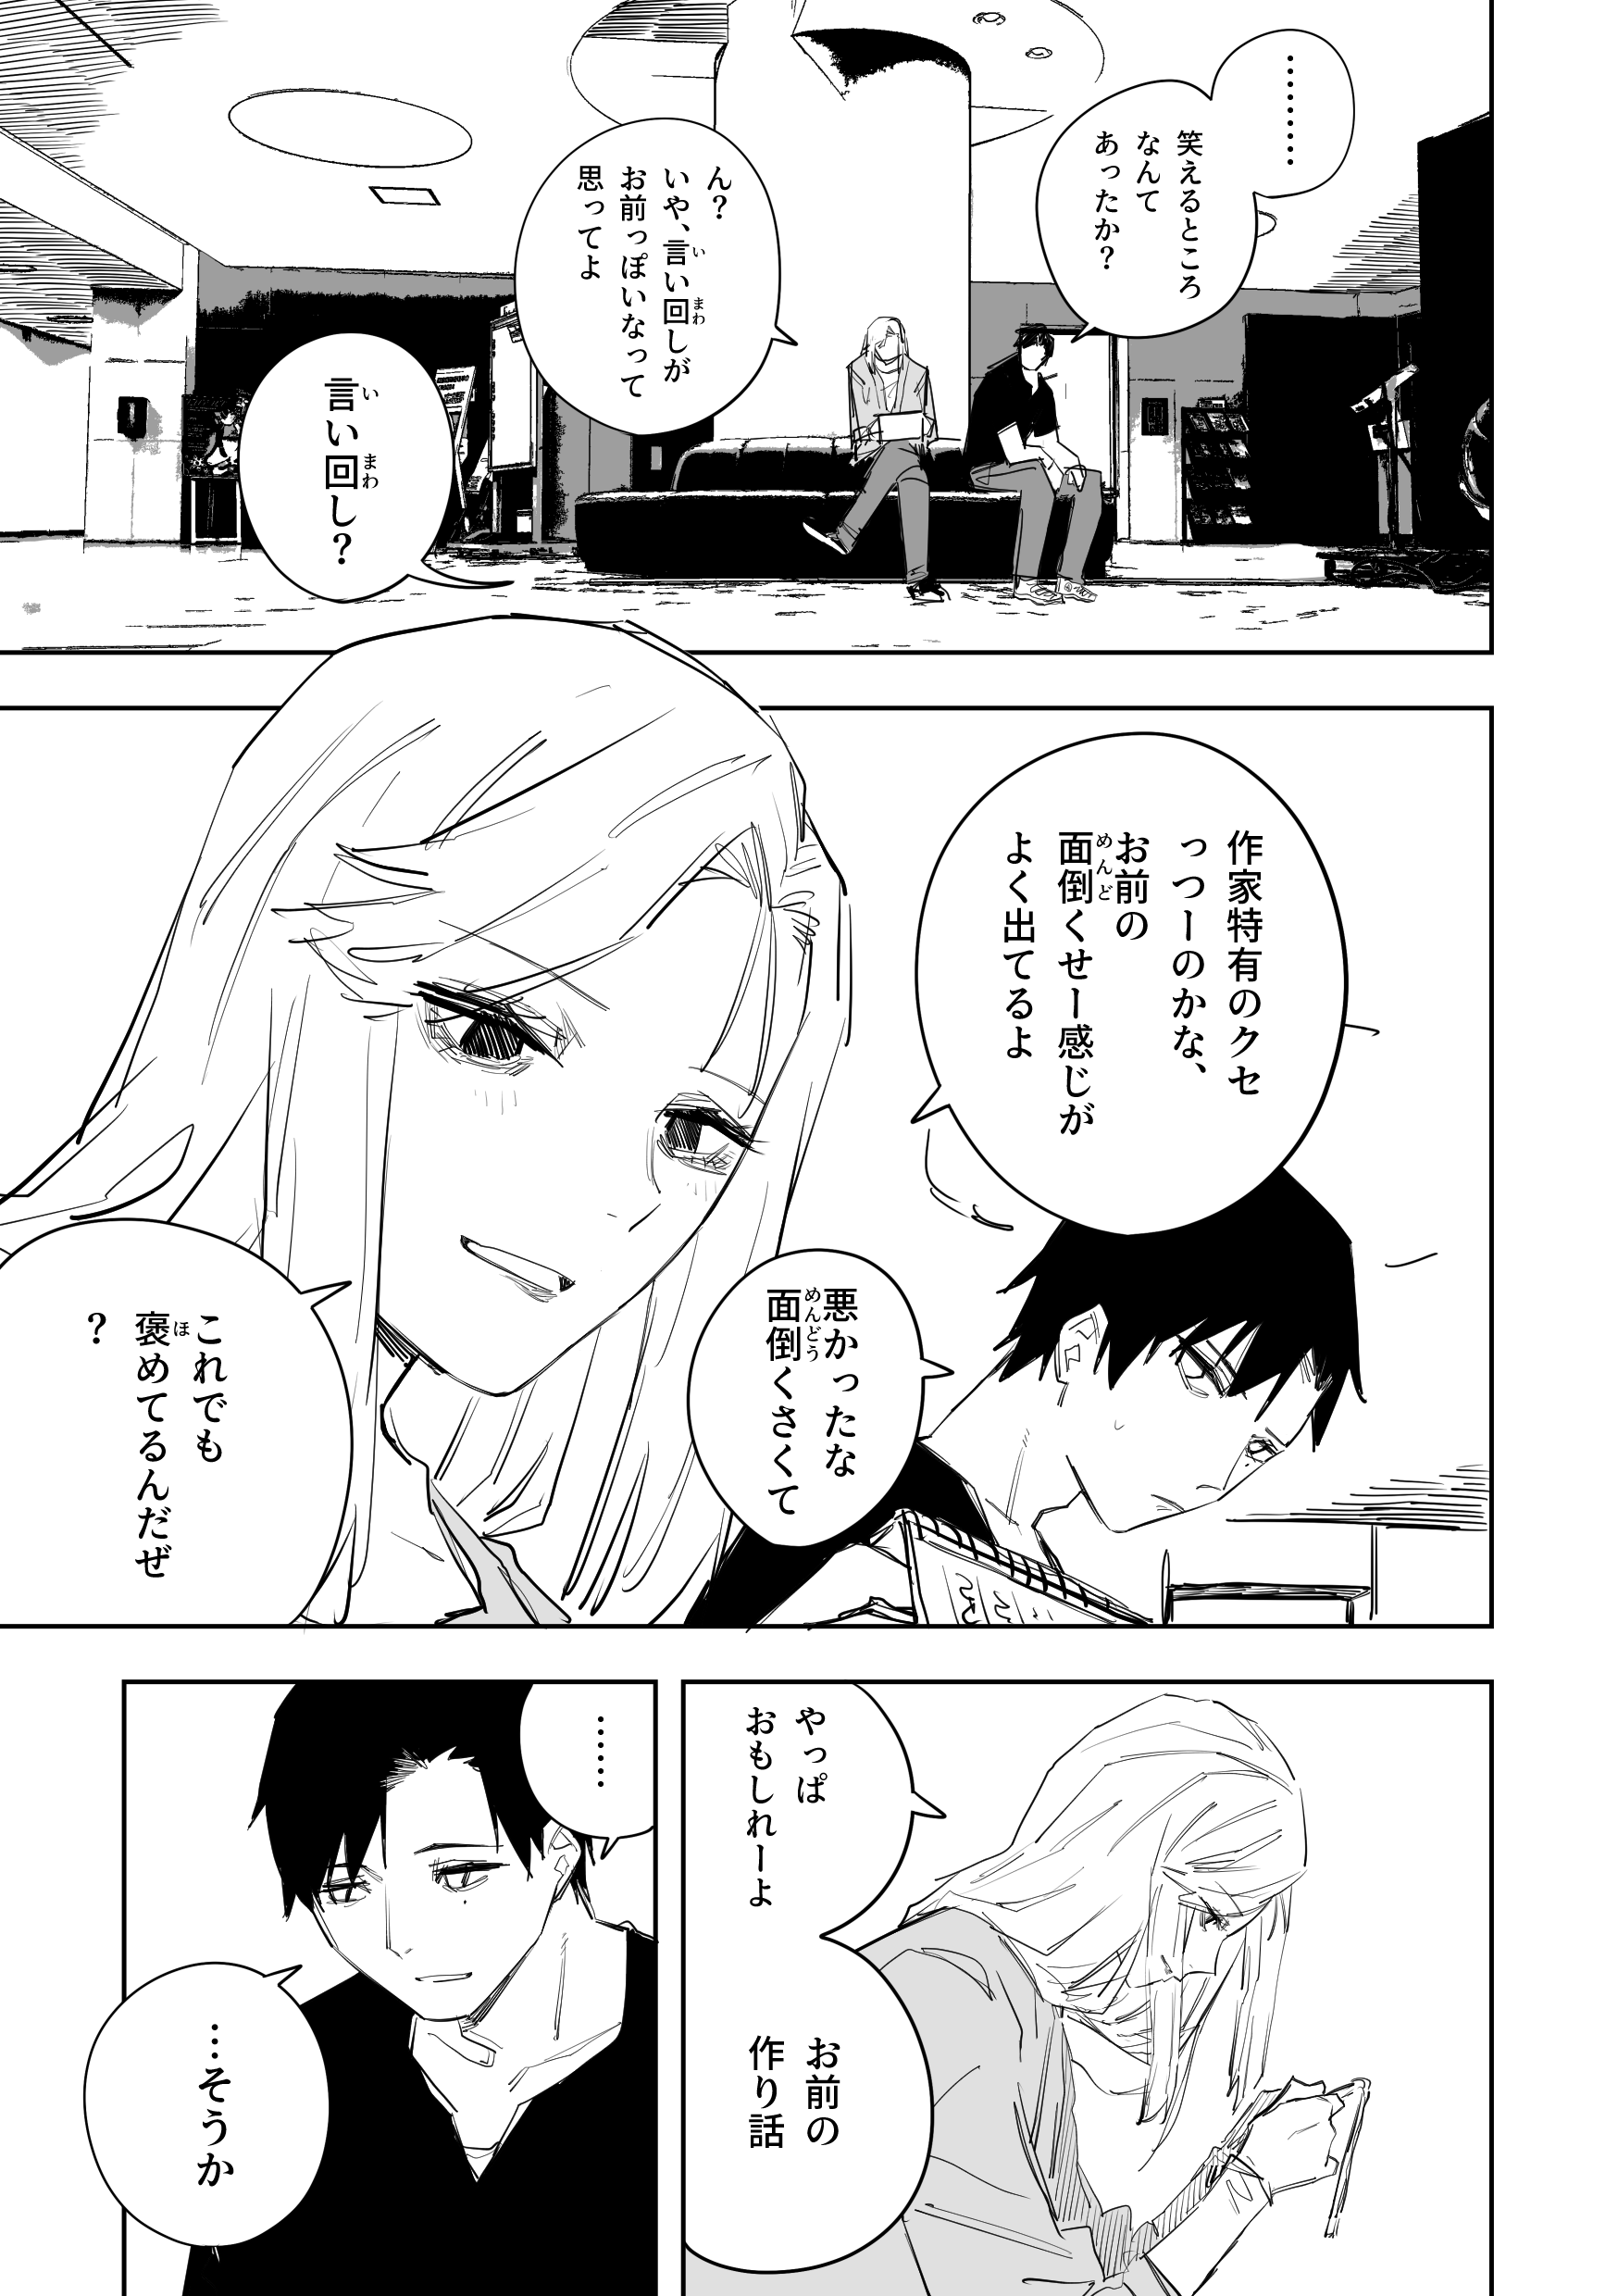 ………
笑えるところ
なんて
あったか？
ん？
いや、言い回しが
お前っぽいなって
思ってよ
言い回し？
作家特有のクセ
っつーのかな、
お前の
面倒くせー感じが
よく出てるよ
悪かったな
面倒くさくて
これでも
褒めてるんだぜ
？
やっぱ
おもしれーよ
お前の
作り話
……
…そうか